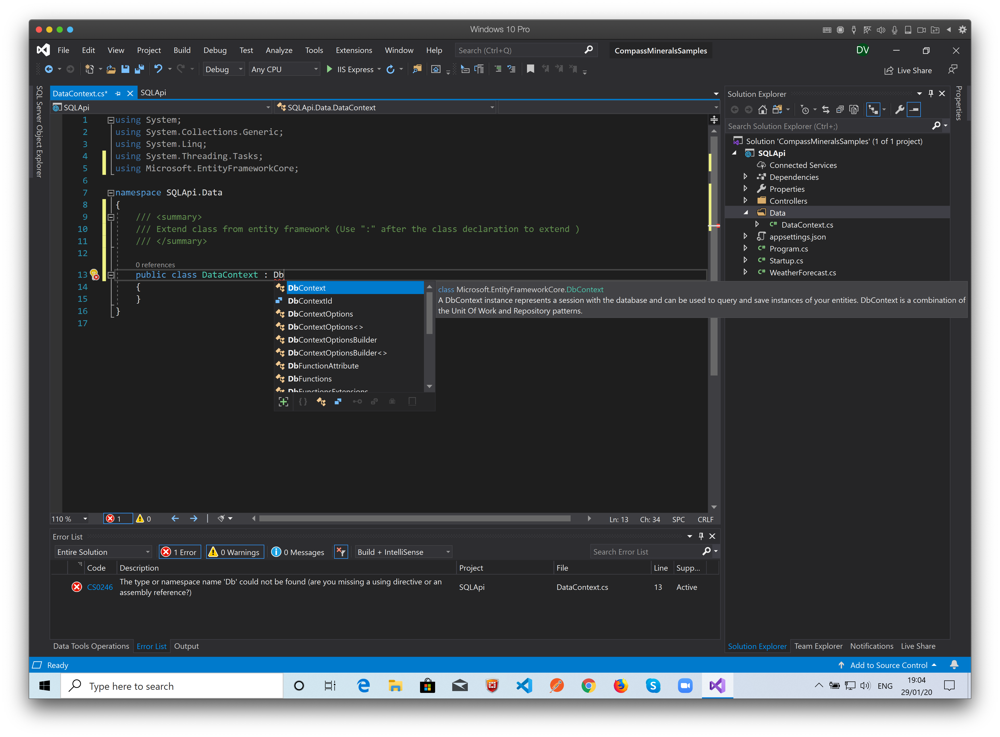 Windows 10 Pro
File Edit View Project Build Debug Test Analyze Tools Extensions Window Help Search (Ctrl+Q) CompassMineralsSamples DV
Debug Any CPU IIS Express Live Share
SQL Server Object Explorer
DataContext.cs* SQLApi
SQLApi SQLApi.Data.DataContext
1 using System;
2 using System.Collections.Generic;
3 using System.Linq;
4 using System.Threading.Tasks;
5 using Microsoft.EntityFrameworkCore;
6
7 namespace SQLApi.Data
8 {
9 /// <summary>
10 /// Extend class from entity framework (Use ":" after the class declaration to extend )
11 /// </summary>
12
0 references
13 public class DataContext : Db
14 {
15 }
16 }
17
DbContext
DbContextId
DbContextOptions
DbContextOptions<>
DbContextOptionsBuilder
DbContextOptionsBuilder<>
DbFunctionAttribute
DbFunctions
DbFunctionsExtensions
class Microsoft.EntityFrameworkCore.DbContext
A DbContext instance represents a session with the database and can be used to query and save instances of your entities. DbContext is a combination of
the Unit Of Work and Repository patterns.
Solution Explorer
Search Solution Explorer (Ctrl+;)
Solution 'CompassMineralsSamples' (1 of 1 project)
SQLApi
Connected Services
Dependencies
Properties
Controllers
Data
C# DataContext.cs
appsettings.json
C# Program.cs
C# Startup.cs
C# WeatherForecast.cs
Properties
110 % 1 0 Ln: 13 Ch: 34 SPC CRLF
Error List
Entire Solution 1 Error 0 Warnings 0 Messages Build + IntelliSense Search Error List
Code Description Project File Line Supp...
CS0246 The type or namespace name 'Db' could not be found (are you missing a using directive or an
assembly reference?) SQLApi DataContext.cs 13 Active
Data Tools Operations Error List Output
Solution Explorer Team Explorer Notifications Live Share
Ready Add to Source Control
Type here to search ENG 19:04
29/01/20